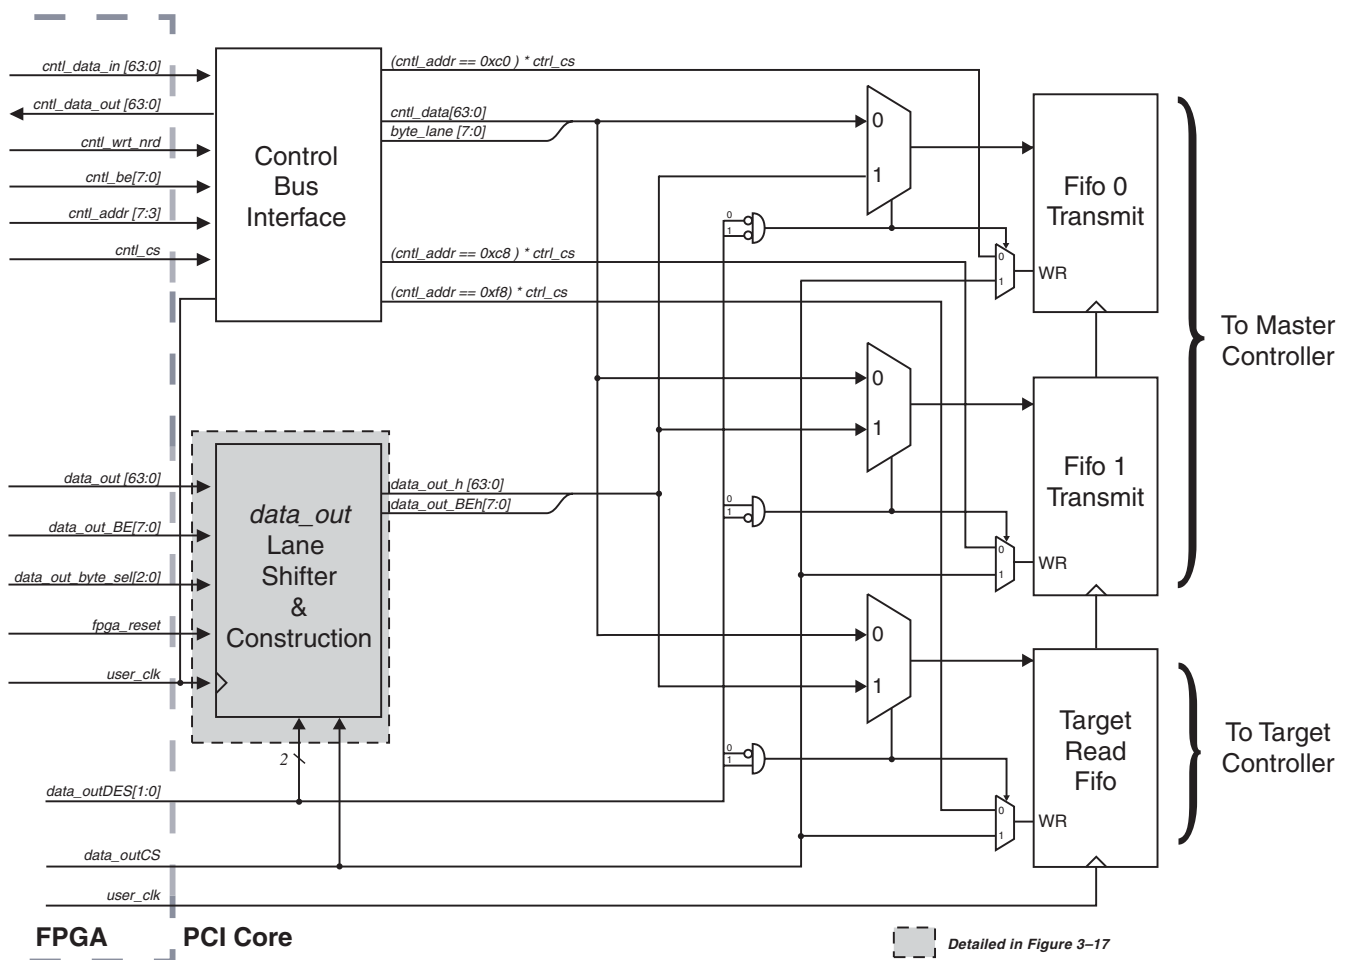 cntl_data_in [63:0]
cntl_data_out [63:0]
cntl_wrt_nrd
cntl_be[7:0]
cntl_addr [7:3]
cntl_cs
Control
Bus
Interface
(cntl_addr == 0xc0 ) * ctrl_cs
cntl_data[63:0]
byte_lane [7:0]
(cntl_addr == 0xc8 ) * ctrl_cs
(cntl_addr == 0xf8) * ctrl_cs
0
1
0
1
0
1
WR
Fifo 0
Transmit
To Master
Controller
data_out [63:0]
data_out_BE[7:0]
data_out_byte_sel[2:0]
fpga_reset
user_clk
data_out
Lane
Shifter
&
Construction
data_out_h [63:0]
data_out_BEh[7:0]
0
1
0
1
0
1
WR
Fifo 1
Transmit
2
data_outDES[1:0]
data_outCS
user_clk
0
1
0
1
0
1
WR
Target
Read
Fifo
To Target
Controller
FPGA
PCI Core
Detailed in Figure 3–17